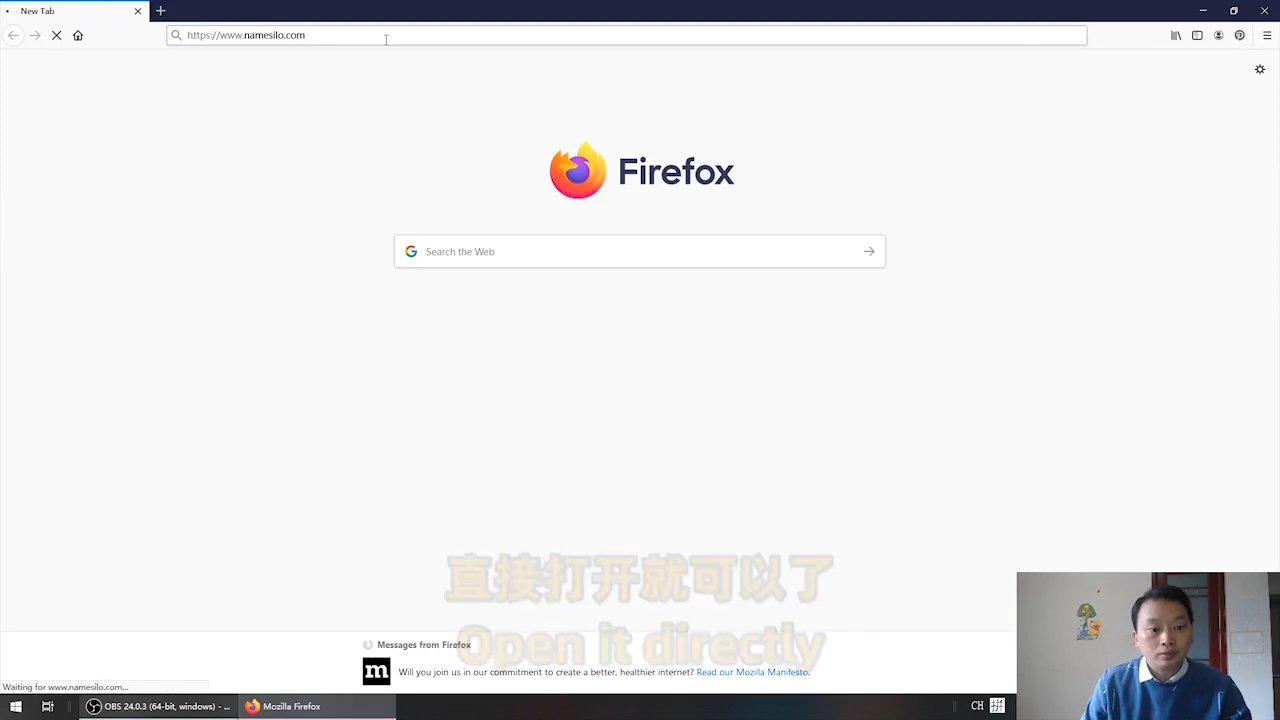 New Tab
https://www.namesilo.com
Firefox
Search the Web
直接打开就可以了
Open it directly
Messages from Firefox
m
Will you join us in our commitment to create a better, healthier internet? Read our Mozilla Manifesto.
Waiting for www.namesilo.com...
OBS 24.0.3 (64-bit, windows) - ...
Mozilla Firefox
CH 拼